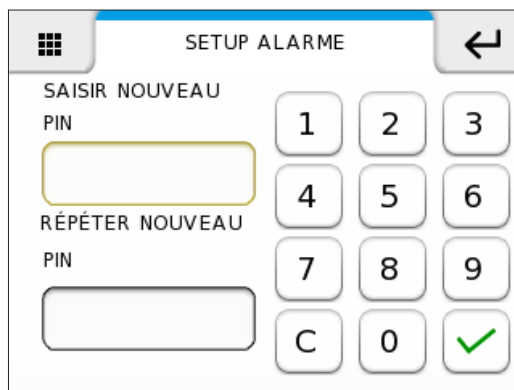 SETUP ALARME
SAISIR NOUVEAU
PIN
RÉPÉTER NOUVEAU
PIN
1 2 3
4 5 6
7 8 9
C 0